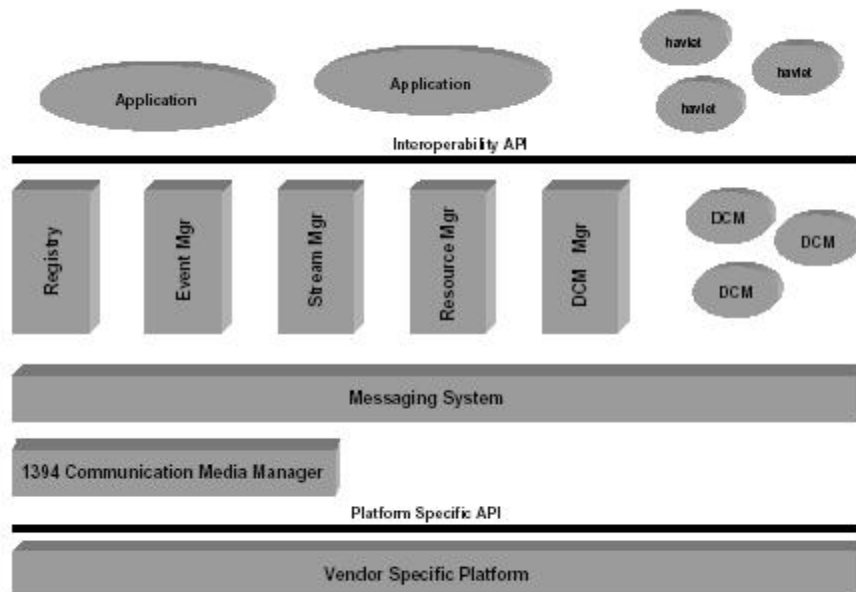 havlet
havlet
Application
Application
havlet
Interoperability API
Registry
Event Mgr
Stream Mgr
Resource Mgr
DCM Mgr
DCM
DCM
DCM
Messaging System
1394 Communication Media Manager
Platform Specific API
Vendor Specific Platform